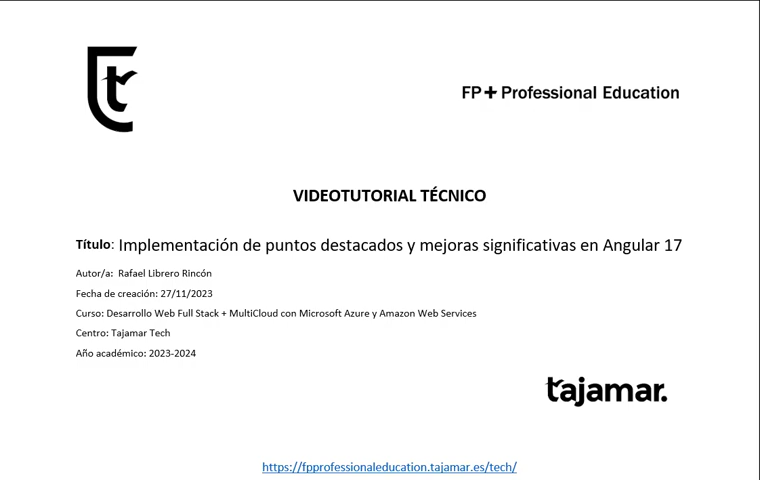 FP+ Professional Education
VIDEOTUTORIAL TÉCNICO
Título: Implementación de puntos destacados y mejoras significativas en Angular 17
Autor/a: Rafael Librero Rincón
Fecha de creación: 27/11/2023
Curso: Desarrollo Web Full Stack + MultiCloud con Microsoft Azure y Amazon Web Services
Centro: Tajamar Tech
Año académico: 2023-2024
tajamar.
https://fpprofessionaleducation.tajamar.es/tech/